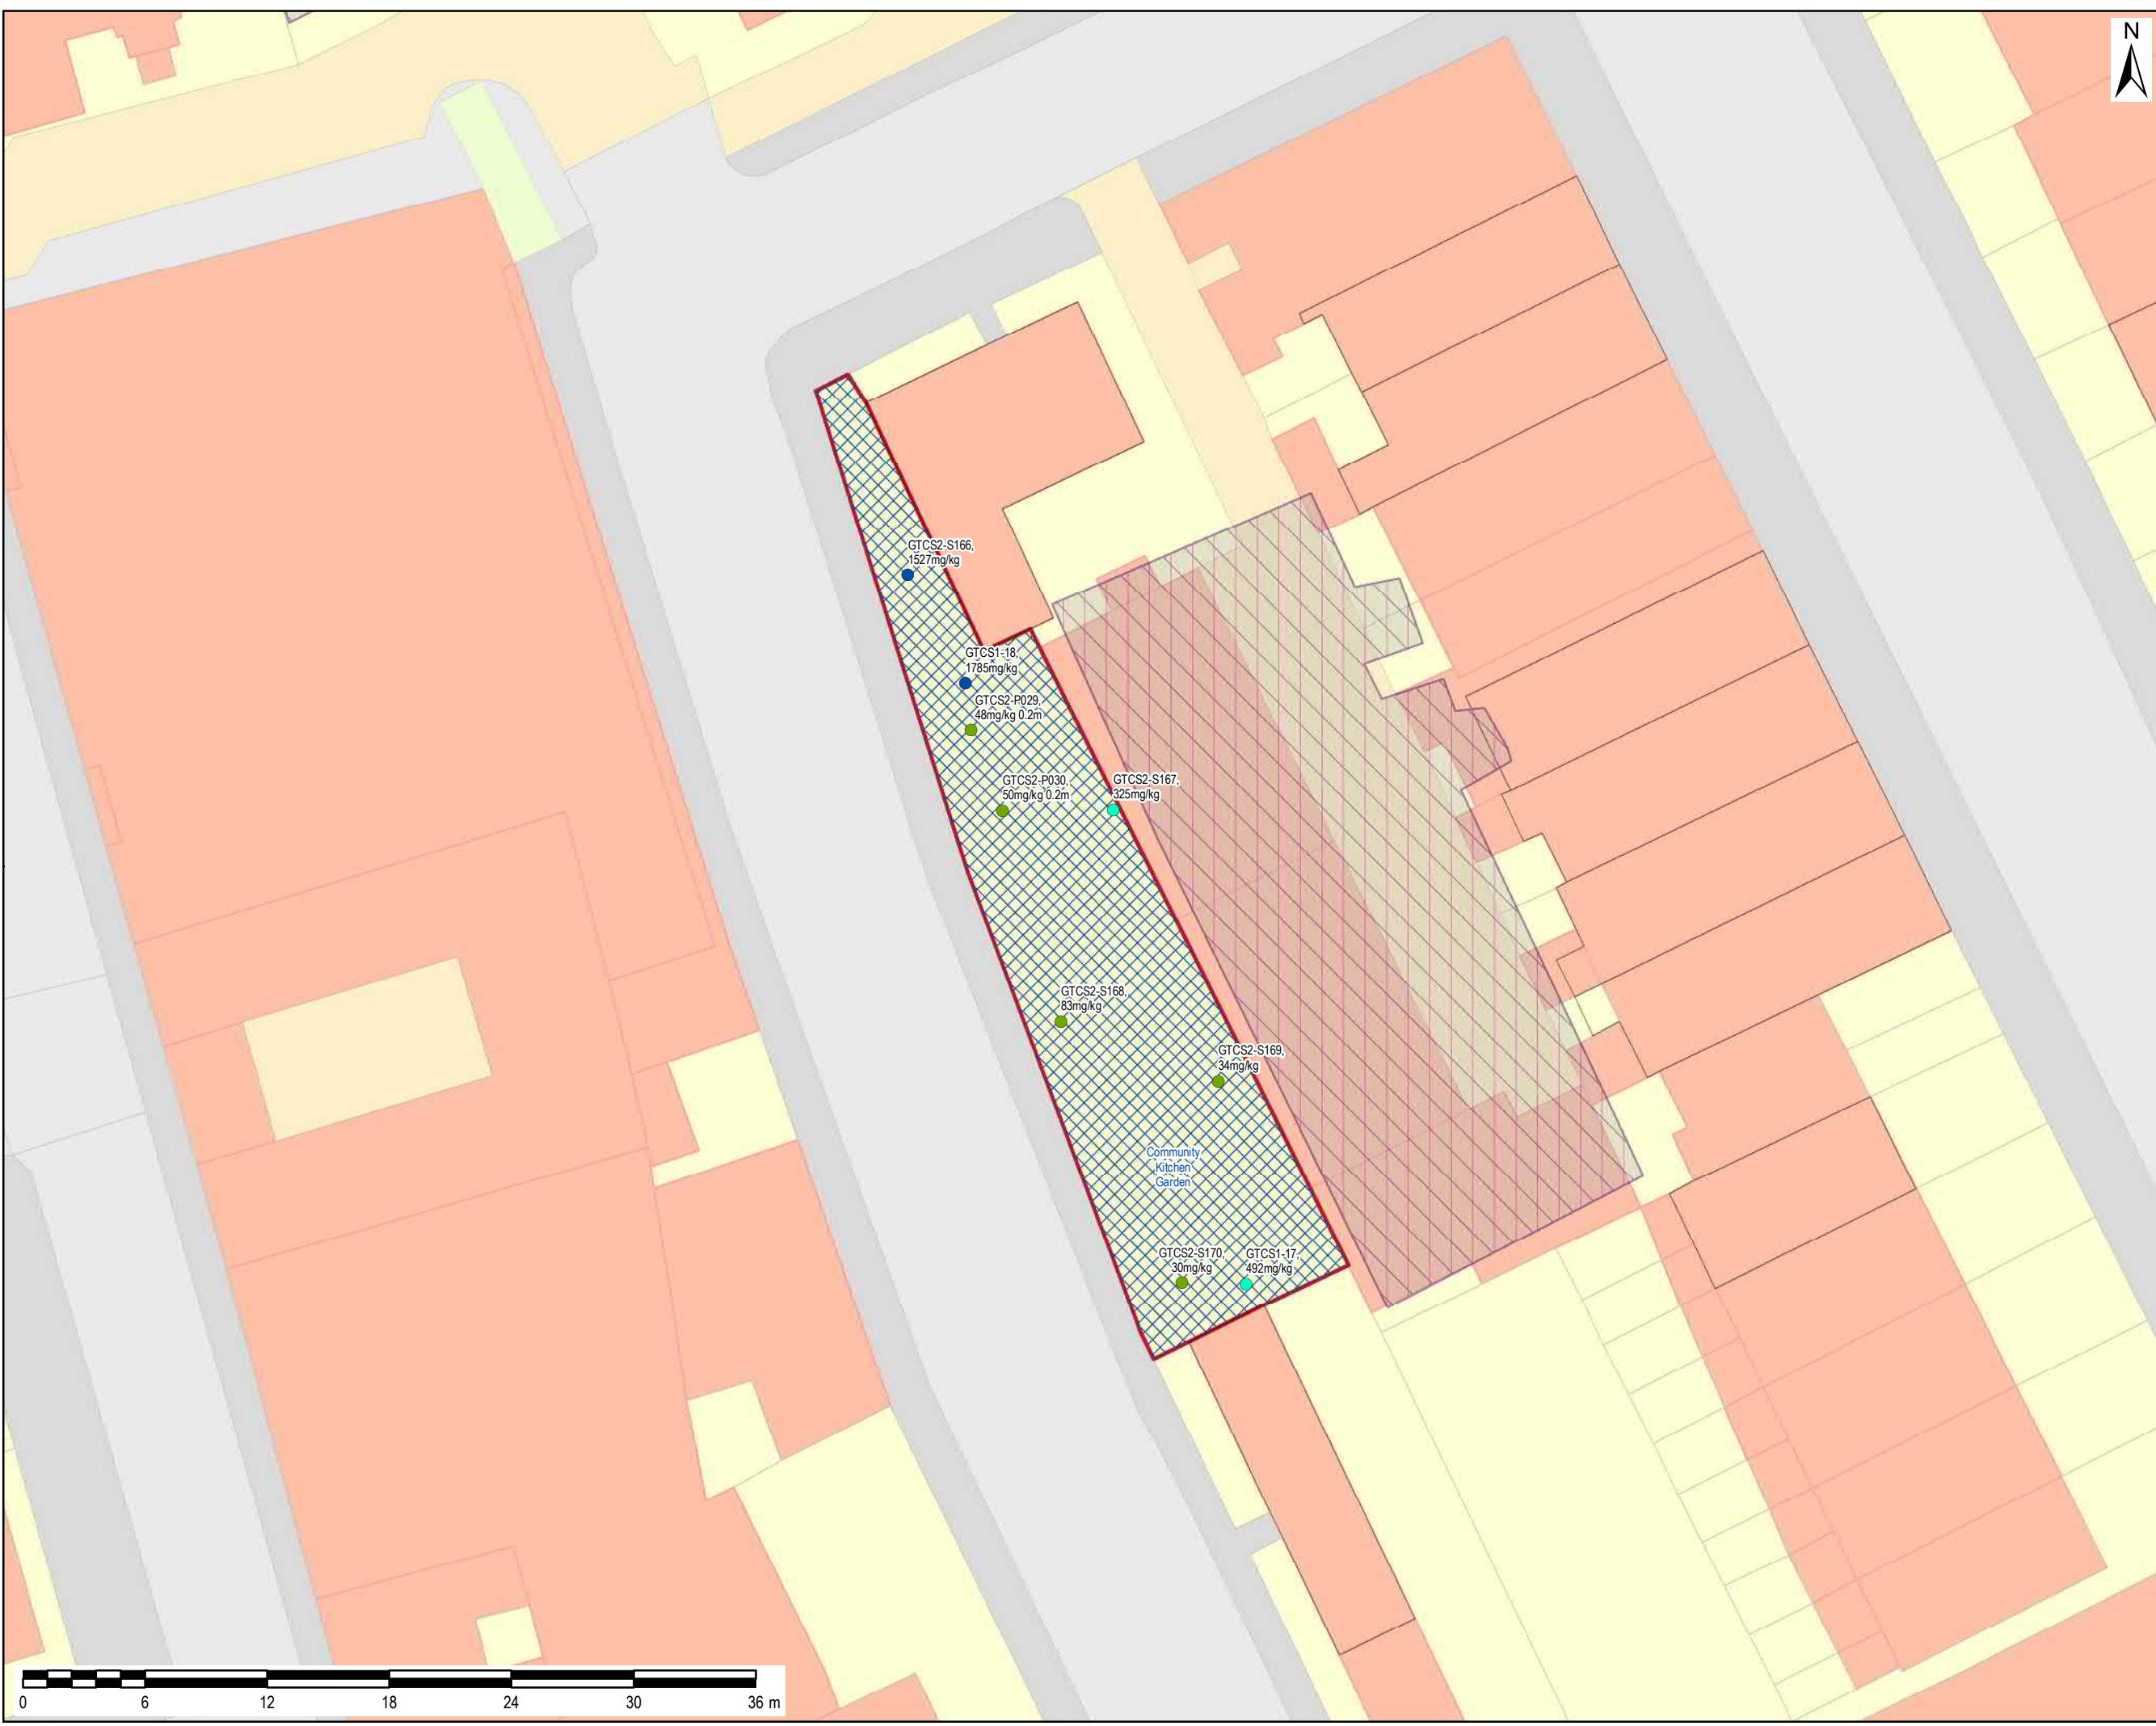 N
GTCS2-S166,
1527mg/kg
GTCS1-18,
1785mg/kg
GTCS2-P029,
48mg/kg 0.2m
GTCS2-P030,
50mg/kg 0.2m
GTCS2-S167,
325mg/kg
GTCS2-S168,
83mg/kg
GTCS2-S169,
34mg/kg
Community
Kitchen
Garden
GTCS2-S170,
30mg/kg
GTCS1-17,
492mg/kg
0 6 12 18 24 30 36 m